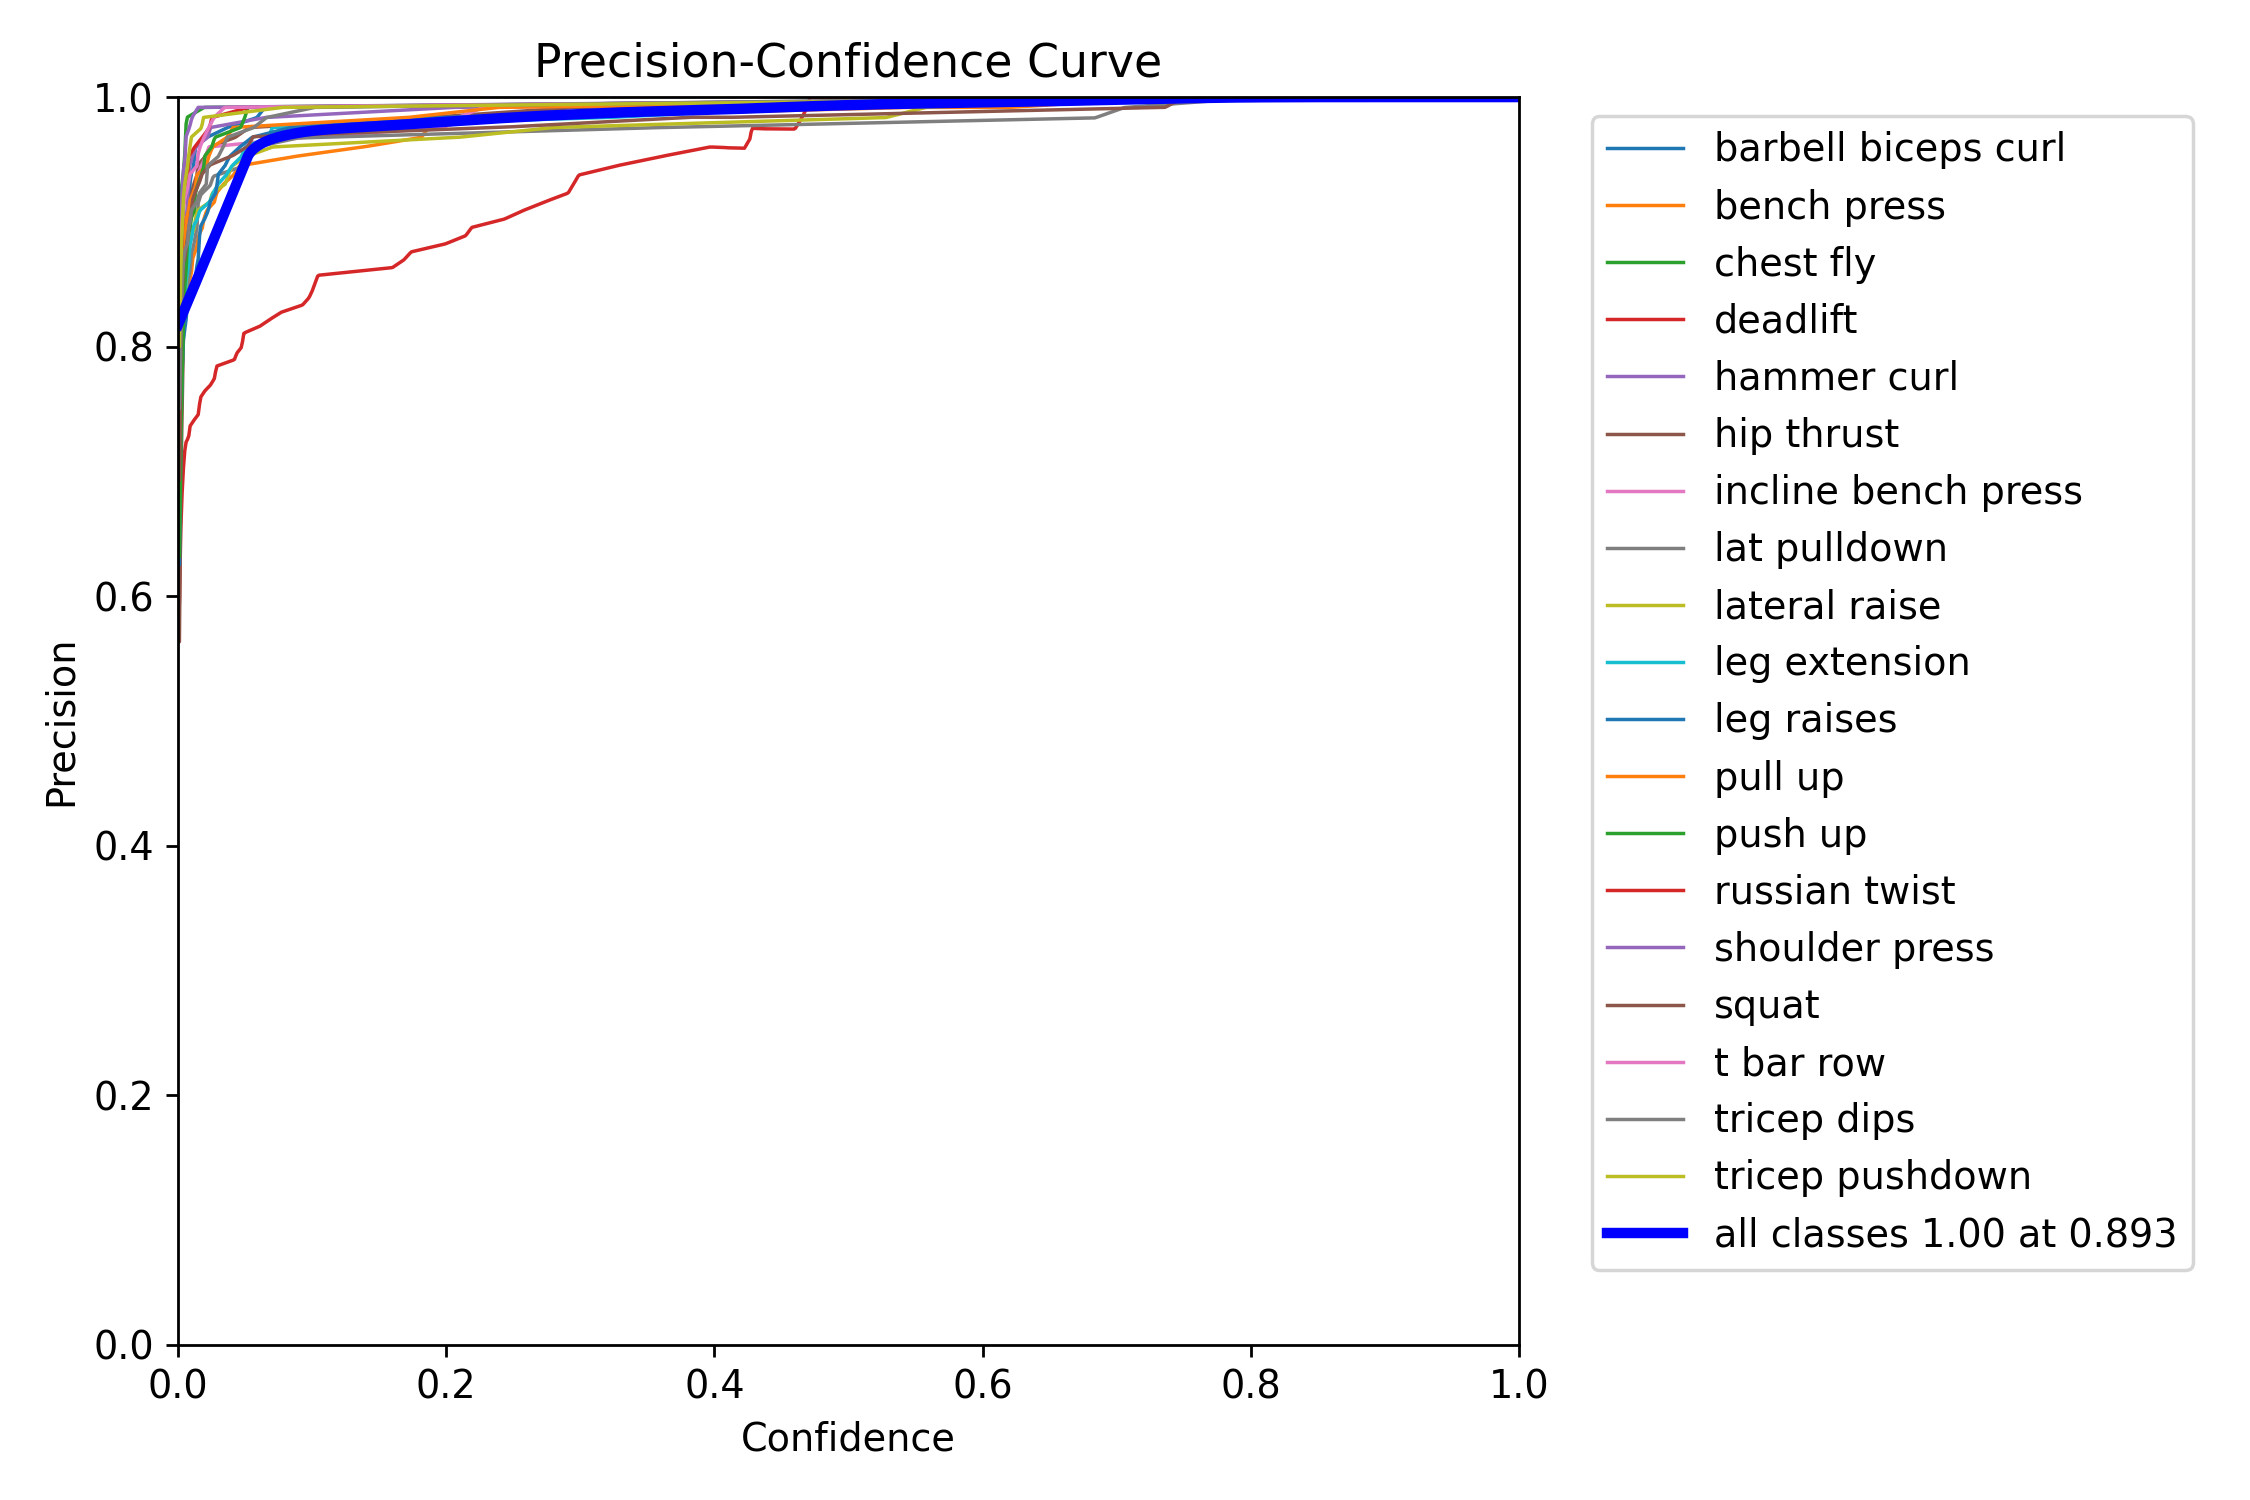 Precision-Confidence Curve
1.0
0.8
0.6
0.4
0.2
0.0
Precision
0.0 0.2 0.4 0.6 0.8 1.0
Confidence
barbell biceps curl
bench press
chest fly
deadlift
hammer curl
hip thrust
incline bench press
lat pulldown
lateral raise
leg extension
leg raises
pull up
push up
russian twist
shoulder press
squat
t bar row
tricep dips
tricep pushdown
all classes 1.00 at 0.893